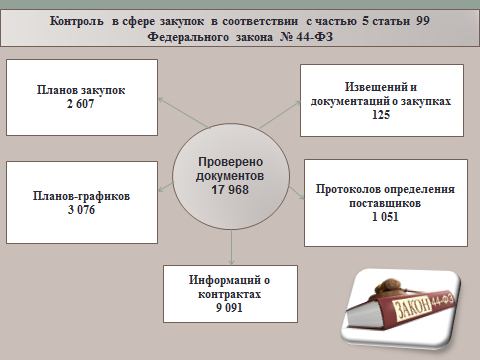 Контроль в сфере закупок в соответствии с частью 5 статьи 99
Федерального закона № 44-ФЗ
Планов закупок
2 607
Извещений и
документаций о закупках
125
Проверено
документов
17 968
Планов-графиков
3 076
Протоколов определения
поставщиков
1 051
Информаций о
контрактах
9 091
ЗАКОН 44-ФЗ